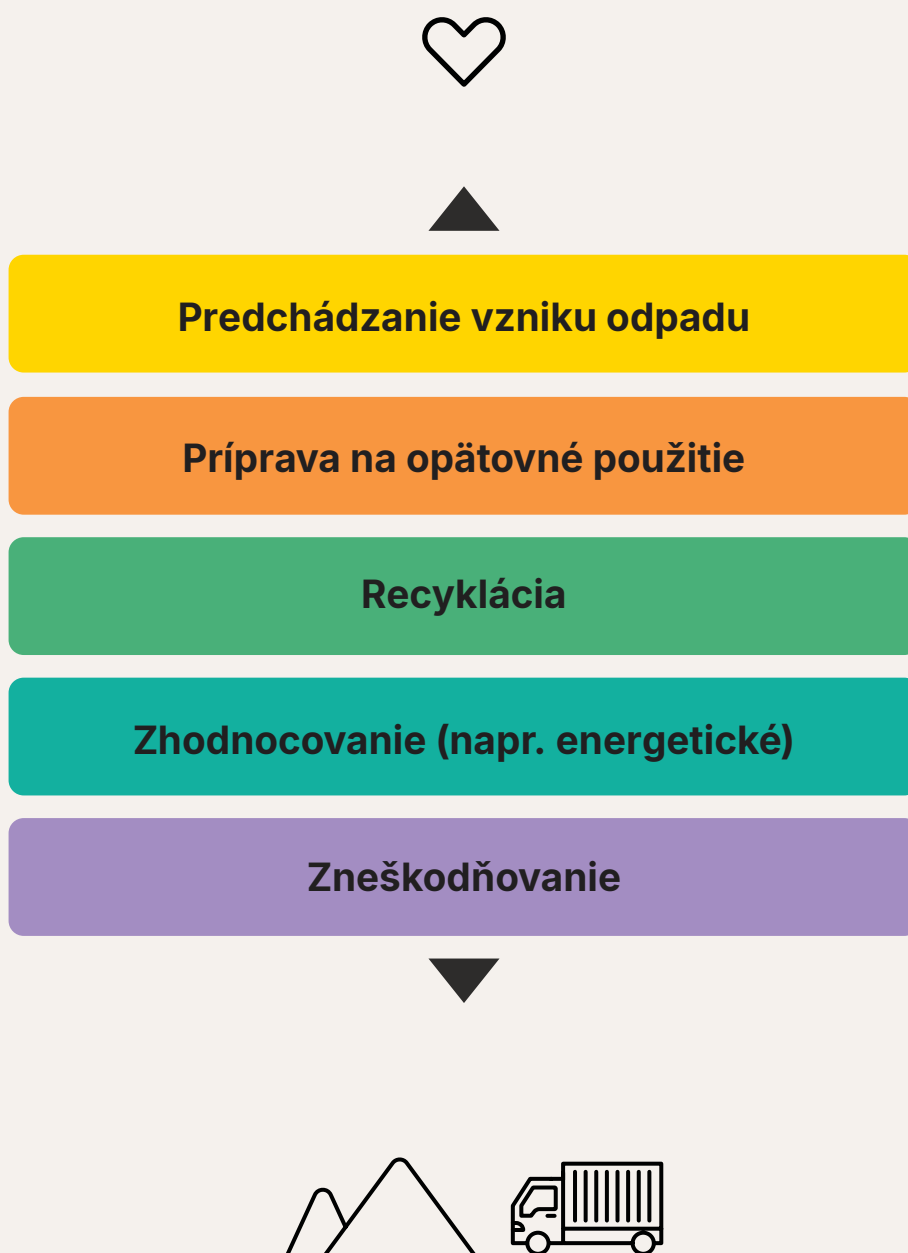 Predchádzanie vzniku odpadu
Príprava na opätovné použitie
Recyklácia
Zhodnocovanie (napr. energetické)
Zneškodňovanie